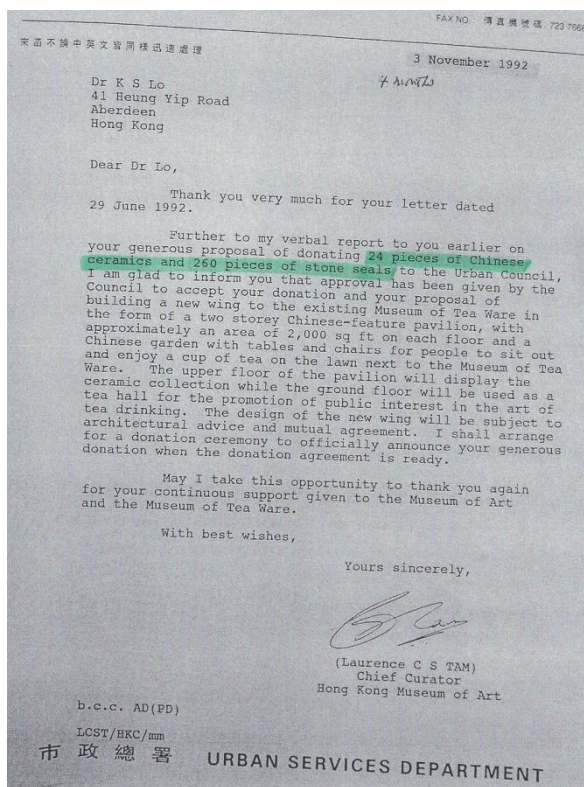 FAX NO. 傳真機號碼: 723 7666
來函不論中英文皆同樣迅速處理
3 November 1992
4 months
Dr K S Lo
41 Heung Yip Road
Aberdeen
Hong Kong
Dear Dr Lo,
Thank you very much for your letter dated
29 June 1992.
Further to my verbal report to you earlier on
your generous proposal of donating 24 pieces of Chinese
ceramics and 260 pieces of stone seals to the Urban Council,
I am glad to inform you that approval has been given by the
Council to accept your donation and your proposal of
building a new wing to the existing Museum of Tea Ware in
the form of a two storey Chinese-feature pavilion, with
approximately an area of 2,000 sq ft on each floor and a
Chinese garden with tables and chairs for people to sit out
and enjoy a cup of tea on the lawn next to the Museum of Tea
Ware. The upper floor of the pavilion will display the
ceramic collection while the ground floor will be used as a
tea hall for the promotion of public interest in the art of
tea drinking. The design of the new wing will be subject to
architectural advice and mutual agreement. I shall arrange
for a donation ceremony to officially announce your generous
donation when the donation agreement is ready.
May I take this opportunity to thank you again
for your continuous support given to the Museum of Art
and the Museum of Tea Ware.
With best wishes,
Yours sincerely,
(Laurence C S TAM)
Chief Curator
Hong Kong Museum of Art
b.c.c. AD(PD)
LCST/HKC/mm
市政總署 URBAN SERVICES DEPARTMENT